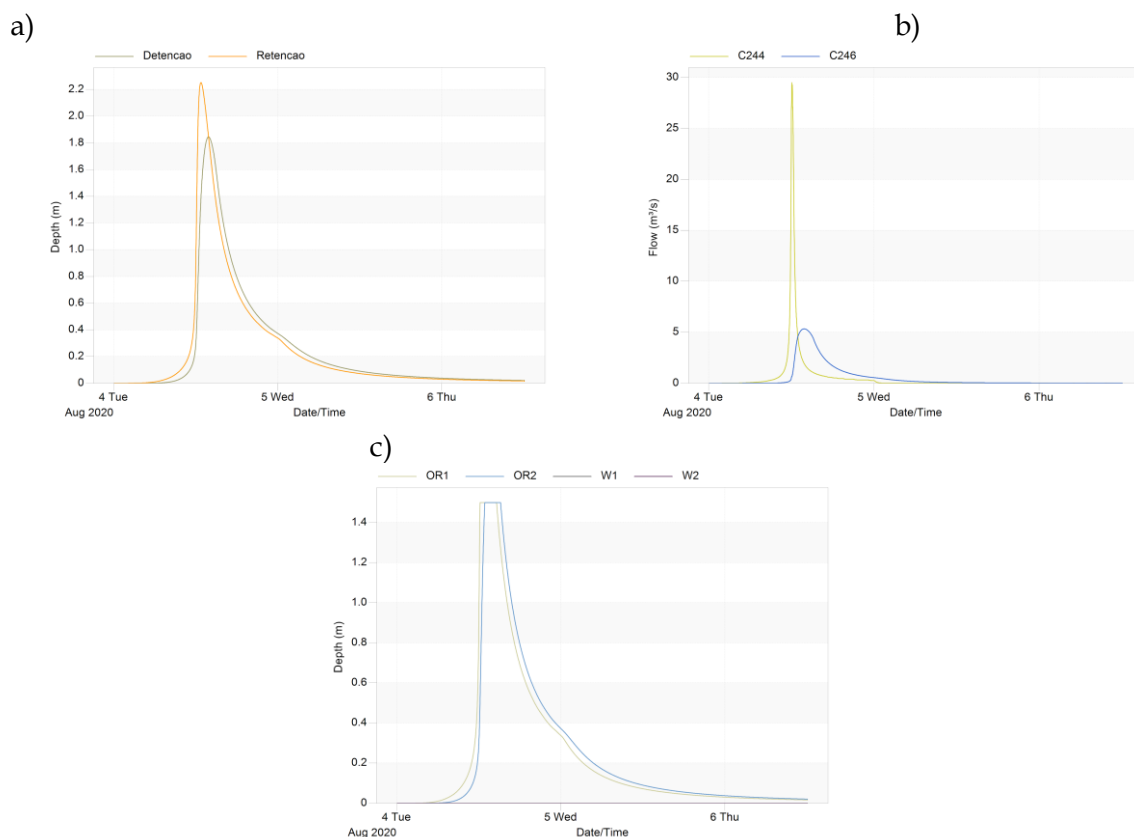 a)
Detencao Retencao
2.2
2.0
1.8
1.6
1.4
1.2
1.0
0.8
0.6
0.4
0.2
0
Depth (m)
4 Tue 5 Wed 6 Thu
Aug 2020 Date/Time
b)
C244 C246
30
25
20
15
10
5
0
Flow (m³/s)
4 Tue 5 Wed 6 Thu
Aug 2020 Date/Time
c)
OR1 OR2 W1 W2
1.4
1.2
1.0
0.8
0.6
0.4
0.2
0
Depth (m)
4 Tue 5 Wed 6 Thu
Aug 2020 Date/Time